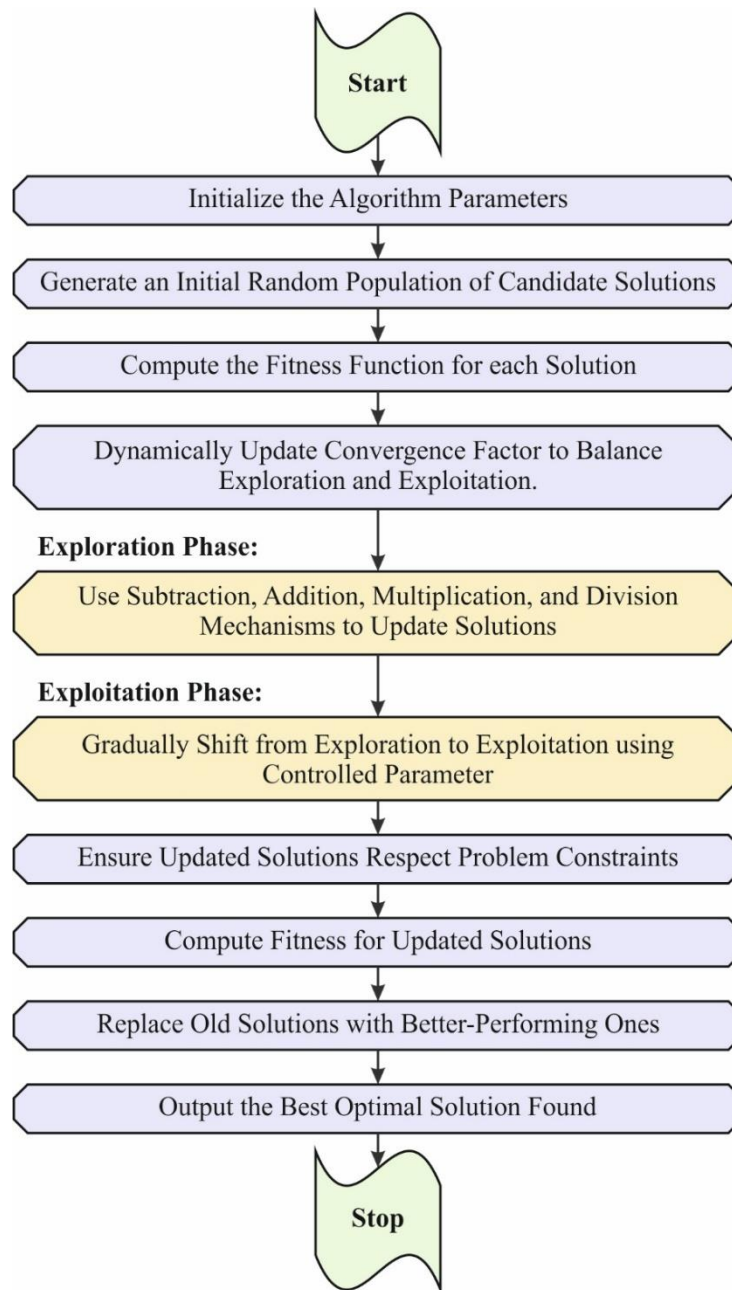 Start
Initialize the Algorithm Parameters
Generate an Initial Random Population of Candidate Solutions
Compute the Fitness Function for each Solution
Dynamically Update Convergence Factor to Balance
Exploration and Exploitation.
Exploration Phase:
Use Subtraction, Addition, Multiplication, and Division
Mechanisms to Update Solutions
Exploitation Phase:
Gradually Shift from Exploration to Exploitation using
Controlled Parameter
Ensure Updated Solutions Respect Problem Constraints
Compute Fitness for Updated Solutions
Replace Old Solutions with Better-Performing Ones
Output the Best Optimal Solution Found
Stop